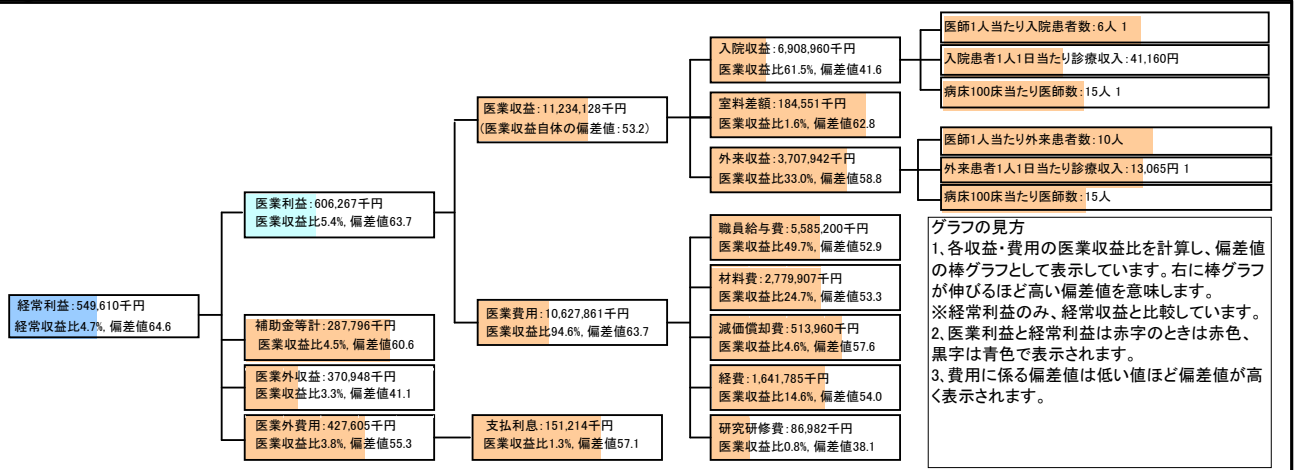 経常利益:549,610千円
経常収益比4.7%, 偏差値64.6
医業利益:606,267千円
医業収益比5.4%, 偏差値63.7
補助金等計:287,796千円
医業収益比4.5%, 偏差値60.6
医業外収益:370,948千円
医業収益比3.3%, 偏差値41.1
医業外費用:427,605千円
医業収益比3.8%, 偏差値55.3
医業収益:11,234,128千円
(医業収益自体の偏差値:53.2)
医業費用:10,627,861千円
医業収益比94.6%, 偏差値63.7
支払利息:151,214千円
医業収益比1.3%, 偏差値57.1
入院収益:6,908,960千円
医業収益比61.5%, 偏差値41.6
室料差額:184,551千円
医業収益比1.6%, 偏差値62.8
外来収益:3,707,942千円
医業収益比33.0%, 偏差値58.8
職員給与費:5,585,200千円
医業収益比49.7%, 偏差値52.9
材料費:2,779,907千円
医業収益比24.7%, 偏差値53.3
減価償却費:513,960千円
医業収益比4.6%, 偏差値57.6
経費:1,641,785千円
医業収益比14.6%, 偏差値54.0
研究研修費:86,982千円
医業収益比0.8%, 偏差値38.1
医師1人当たり入院患者数:6人 1
入院患者1人1日当たり診療収入:41,160円
病床100床当たり医師数:15人 1
医師1人当たり外来患者数:10人
外来患者1人1日当たり診療収入:13,065円 1
病床100床当たり医師数:15人
グラフの見方
1、各収益・費用の医業収益比を計算し、偏差値
の棒グラフとして表示しています。右に棒グラフ
が伸びるほど高い偏差値を意味します。
※経常利益のみ、経常収益と比較しています。
2、医業利益と経常利益は赤字のときは赤色、
黒字は青色で表示されます。
3、費用に係る偏差値は低い値ほど偏差値が高
く表示されます。